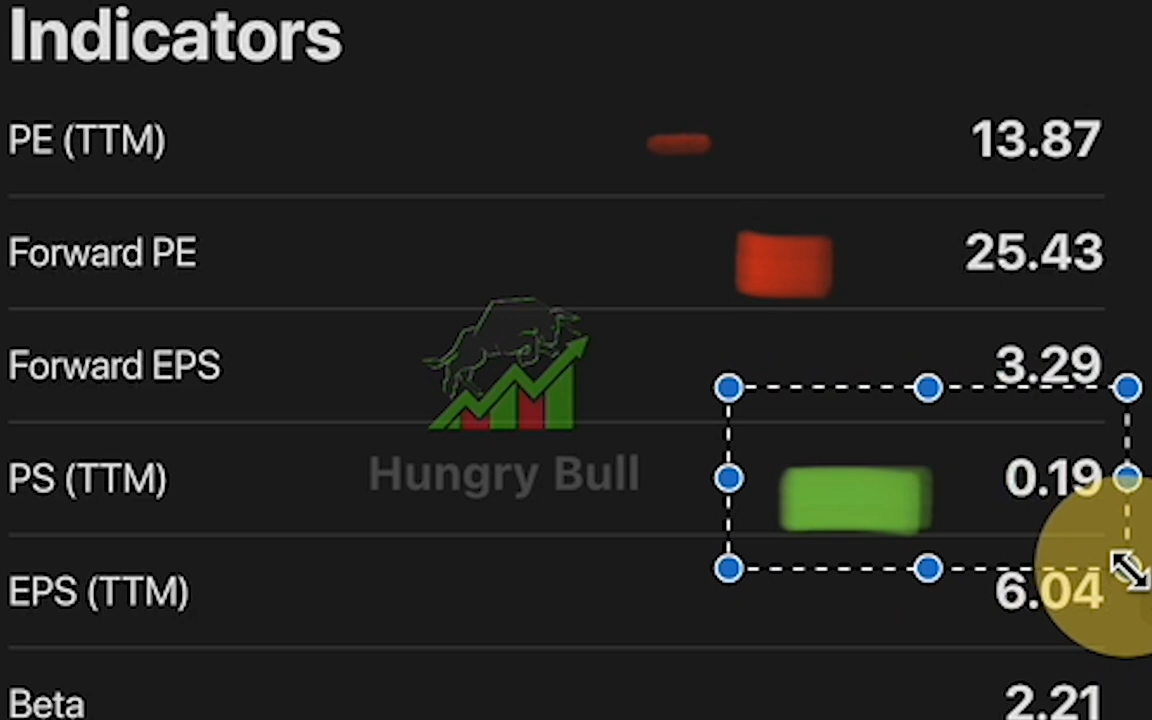 Indicators
PE (TTM) 13.87
Forward PE 25.43
Forward EPS 3.29
PS (TTM) 0.19
Hungry Bull
EPS (TTM) 6.04
Beta 2.21